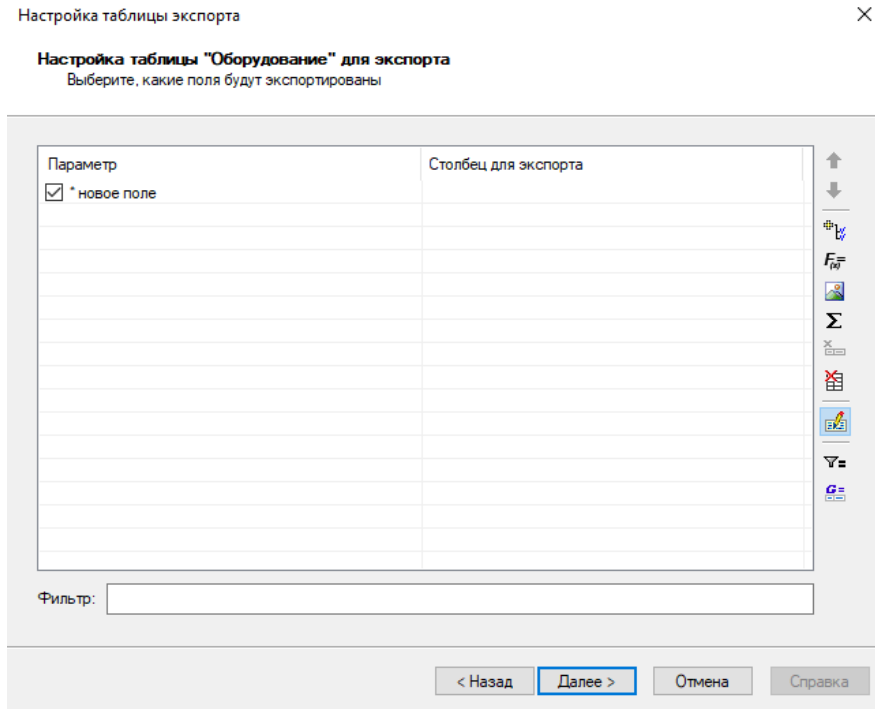 Настройка таблицы экспорта
Настройка таблицы "Оборудование" для экспорта
Выберите, какие поля будут экспортированы
Параметр Столбец для экспорта
* новое поле
Фильтр:
< Назад Далее > Отмена Справка